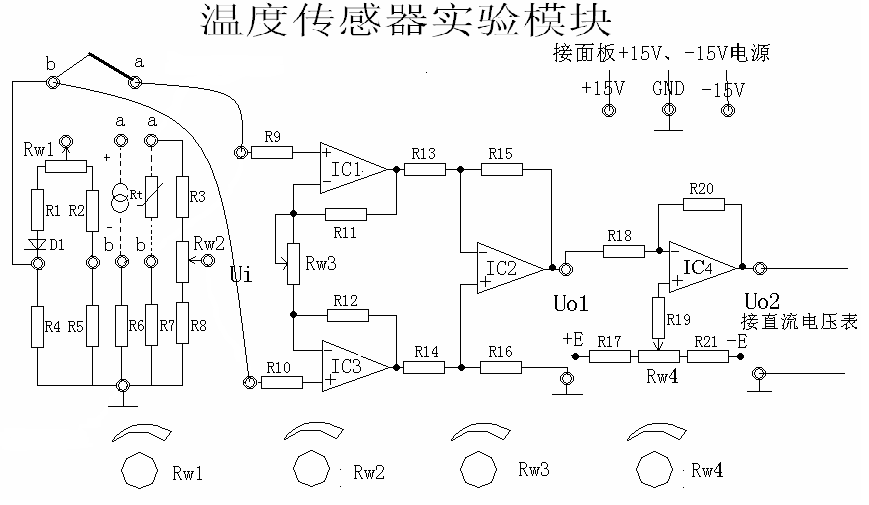 温度传感器实验模块
接面板+15V、-15V电源
+15V GND -15V
b a
a a
Rw1 + Rt R3
R1 R2
D1 - b b Rw2
R4 R5 R6 R7 R8
Ui
R9 IC1 R13 R15
R11
Rw3
R12
R10 IC3 R14 R16
IC2
Uo1
R18 R20
IC4
R19
Uo2
接直流电压表
+E R17 R21 -E
Rw4
Rw1 Rw2 Rw3 Rw4